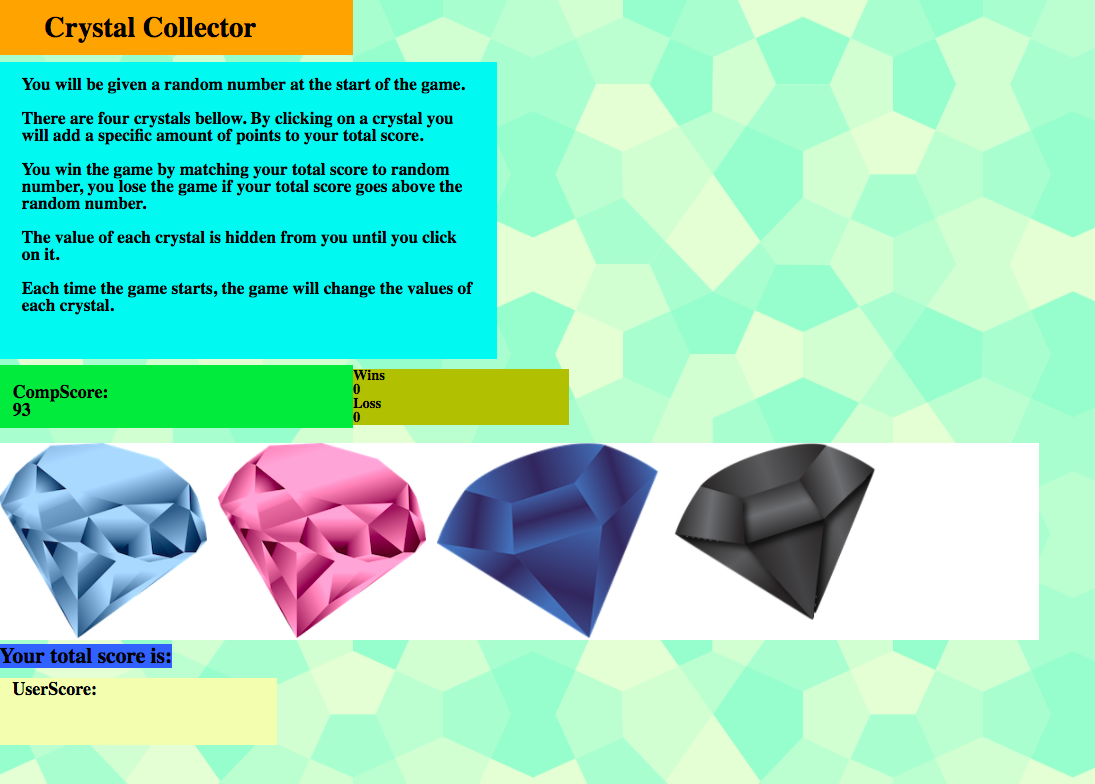 Crystal Collector
You will be given a random number at the start of the game.
There are four crystals bellow. By clicking on a crystal you
will add a specific amount of points to your total score.
You win the game by matching your total score to random
number, you lose the game if your total score goes above the
random number.
The value of each crystal is hidden from you until you click
on it.
Each time the game starts, the game will change the values of
each crystal.
CompScore:
93
Wins
0
Loss
0
Your total score is:
UserScore: